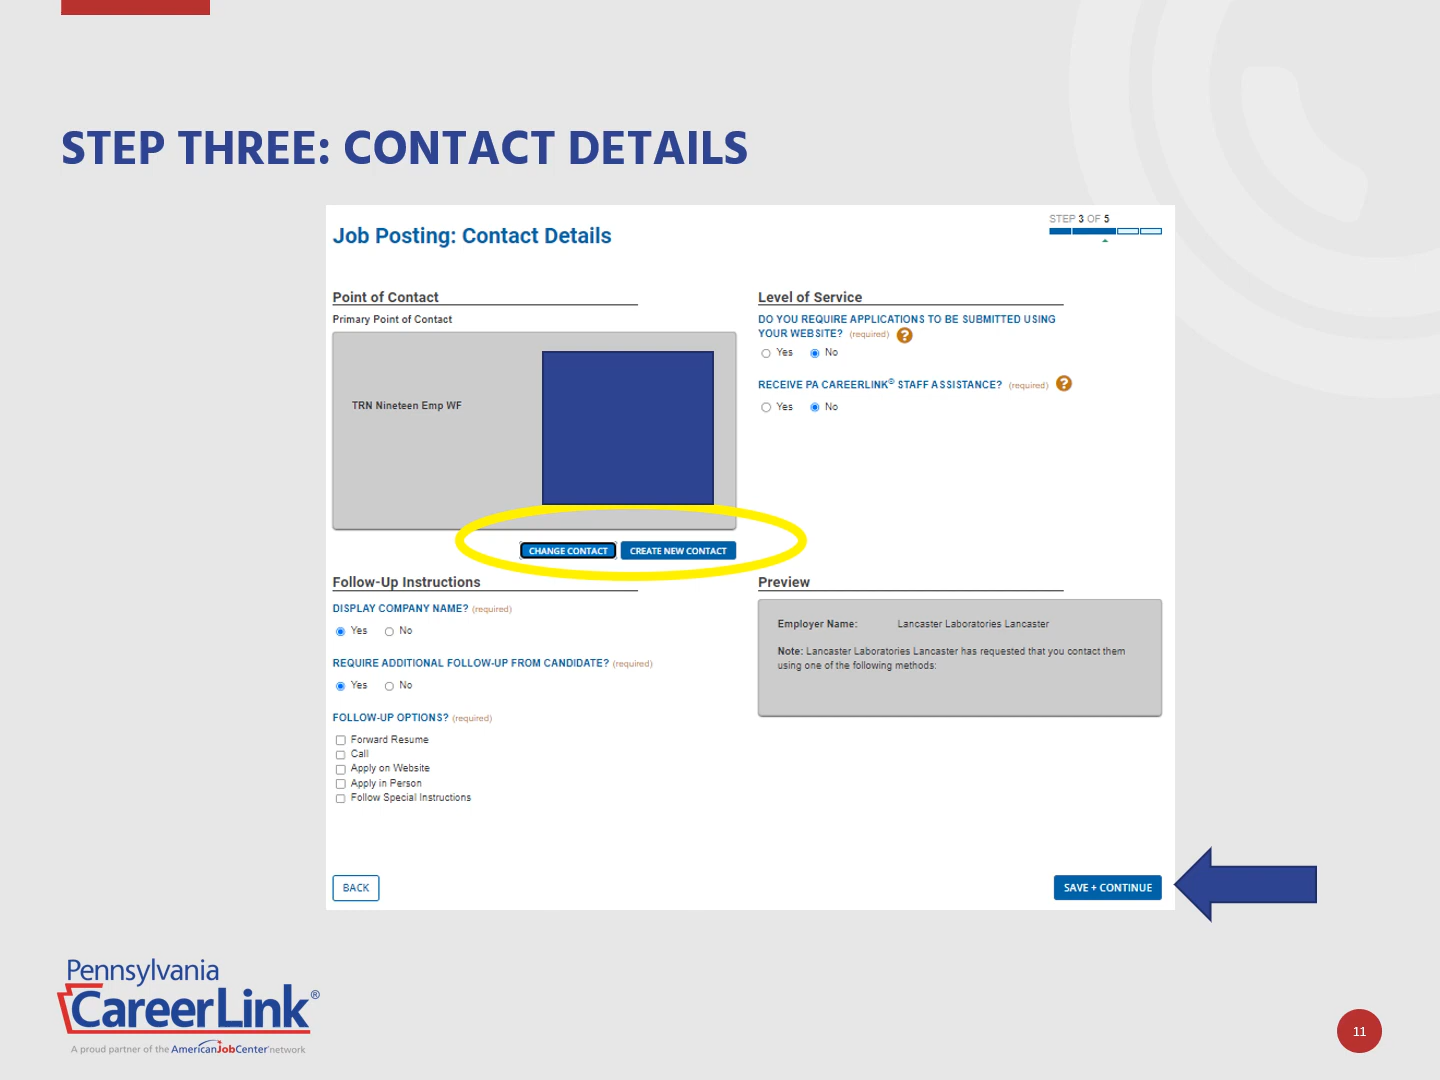 STEP THREE: CONTACT DETAILS
STEP 3 OF 5
Job Posting: Contact Details
Point of Contact
Primary Point of Contact
TRN Nineteen Emp WF
CHANGE CONTACT
CREATE NEW CONTACT
Level of Service
DO YOU REQUIRE APPLICATIONS TO BE SUBMITTED USING
YOUR WEBSITE? (required) ?
Yes No
RECEIVE PA CAREERLINK® STAFF ASSISTANCE? (required) ?
Yes No
Follow-Up Instructions
DISPLAY COMPANY NAME? (required)
Yes No
REQUIRE ADDITIONAL FOLLOW-UP FROM CANDIDATE? (required)
Yes No
FOLLOW-UP OPTIONS? (required)
Forward Resume
Call
Apply on Website
Apply in Person
Follow Special Instructions
Preview
Employer Name: Lancaster Laboratories Lancaster
Note: Lancaster Laboratories Lancaster has requested that you contact them
using one of the following methods:
BACK
SAVE + CONTINUE
Pennsylvania
CareerLink®
A proud partner of the AmericanJobCenter network
11